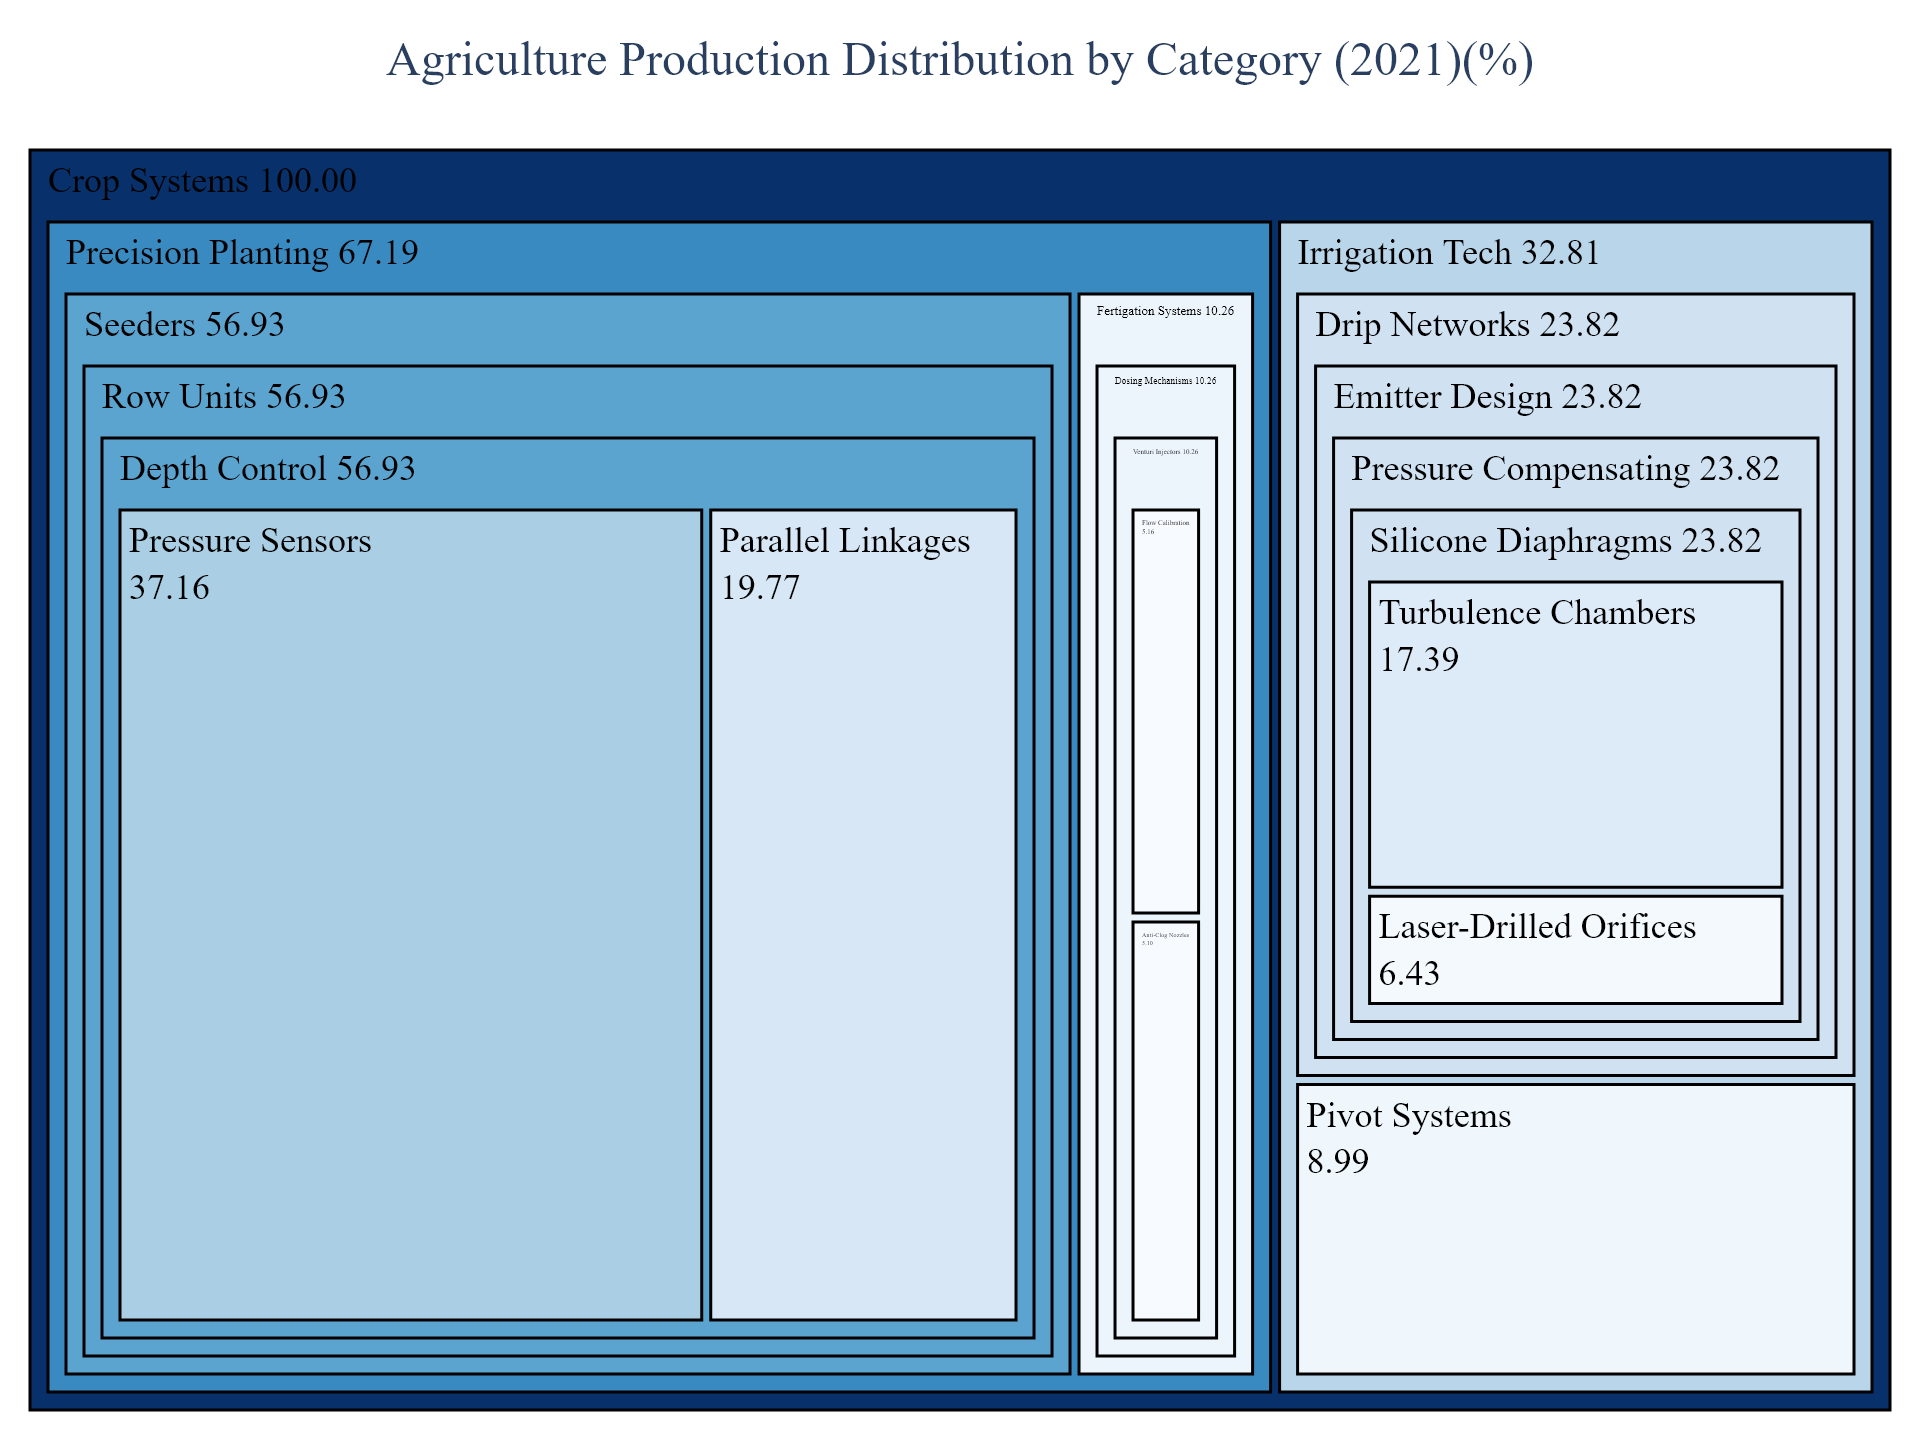 Agriculture Production Distribution by Category (2021)(%)
Crop Systems 100.00
Precision Planting 67.19
Seeders 56.93
Row Units 56.93
Depth Control 56.93
Pressure Sensors
37.16
Parallel Linkages
19.77
Fertigation Systems 10.26
Dosing Mechanisms 10.26
Venturi Injectors 10.26
Flow Calibration
5.16
Anti-Clog Nozzles
5.10
Irrigation Tech 32.81
Drip Networks 23.82
Emitter Design 23.82
Pressure Compensating 23.82
Silicone Diaphragms 23.82
Turbulence Chambers
17.39
Laser-Drilled Orifices
6.43
Pivot Systems
8.99